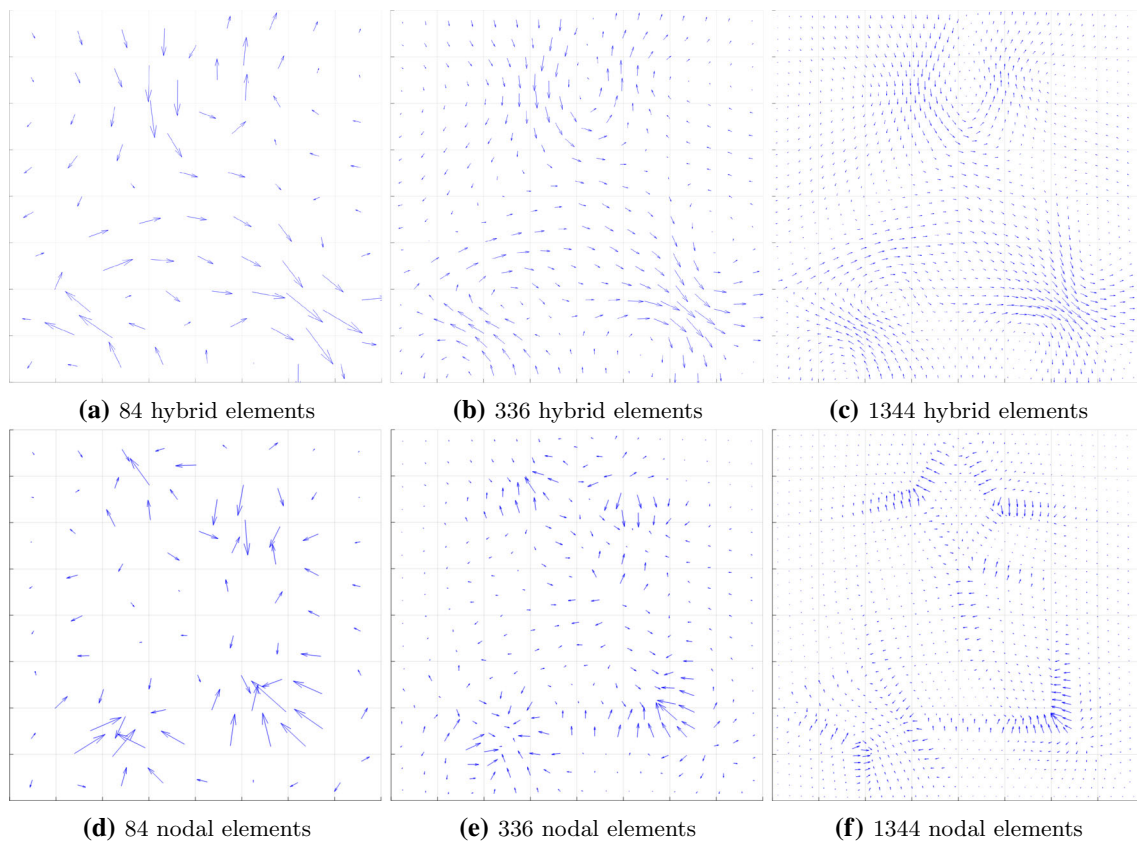 (a) 84 hybrid elements
(b) 336 hybrid elements
(c) 1344 hybrid elements
(d) 84 nodal elements
(e) 336 nodal elements
(f) 1344 nodal elements